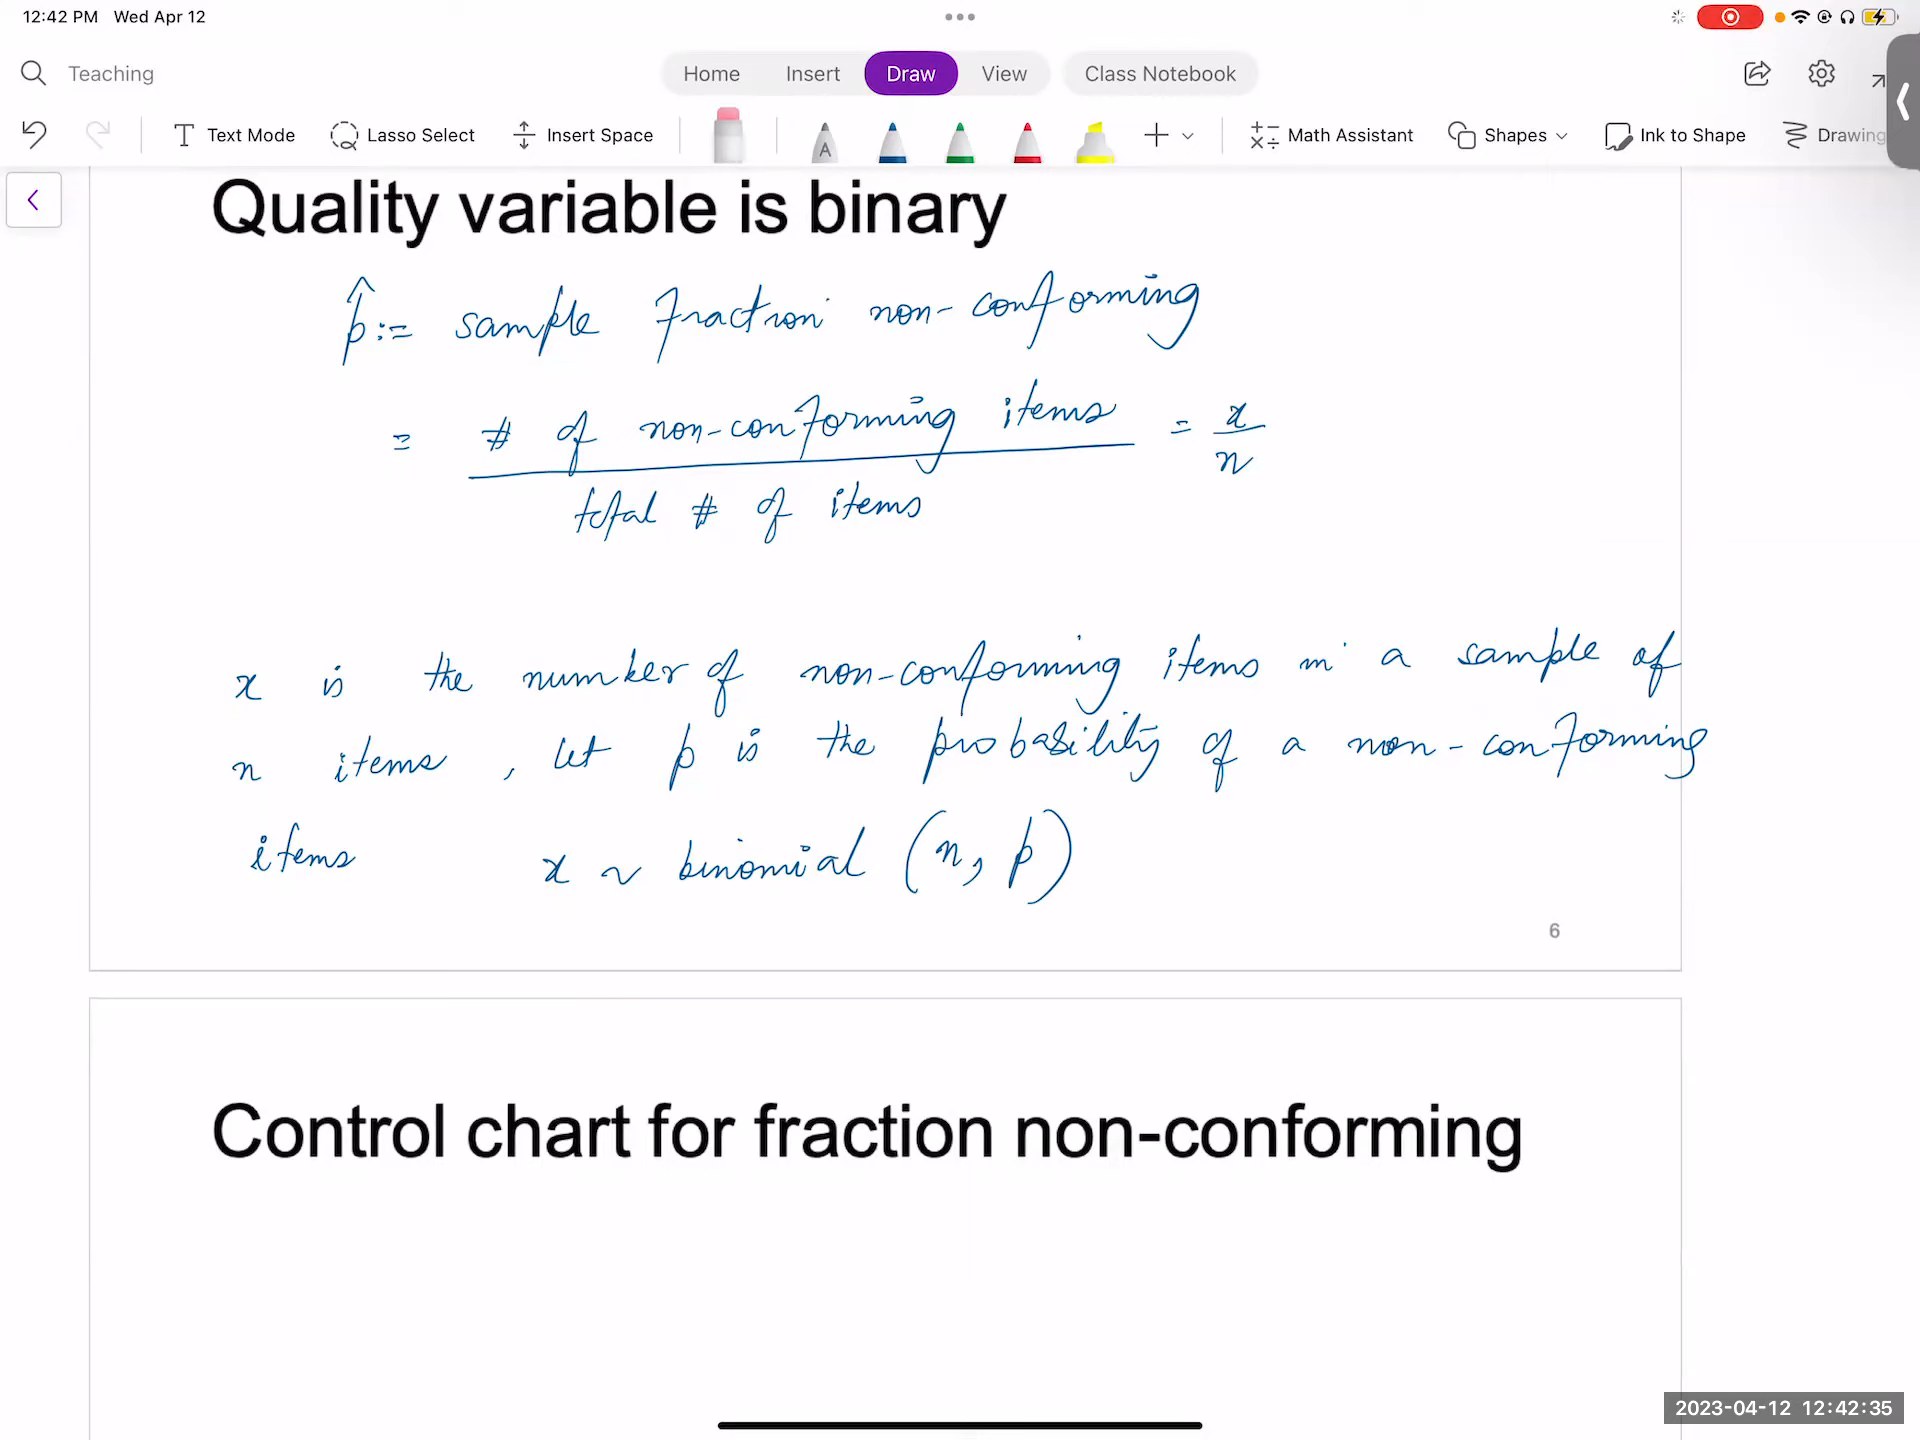 12:42 PM Wed Apr 12
Teaching
Home Insert Draw View Class Notebook
Text Mode Lasso Select Insert Space A Math Assistant Shapes Ink to Shape Drawing
Quality variable is binary
p̂ := sample fraction non-conforming
= # of non-conforming items / total # of items = x/n
x is the number of non-conforming items in a sample of
n items, let p is the probability of a non-conforming
items x ~ binomial (n, p)
6
Control chart for fraction non-conforming
2023-04-12 12:42:35